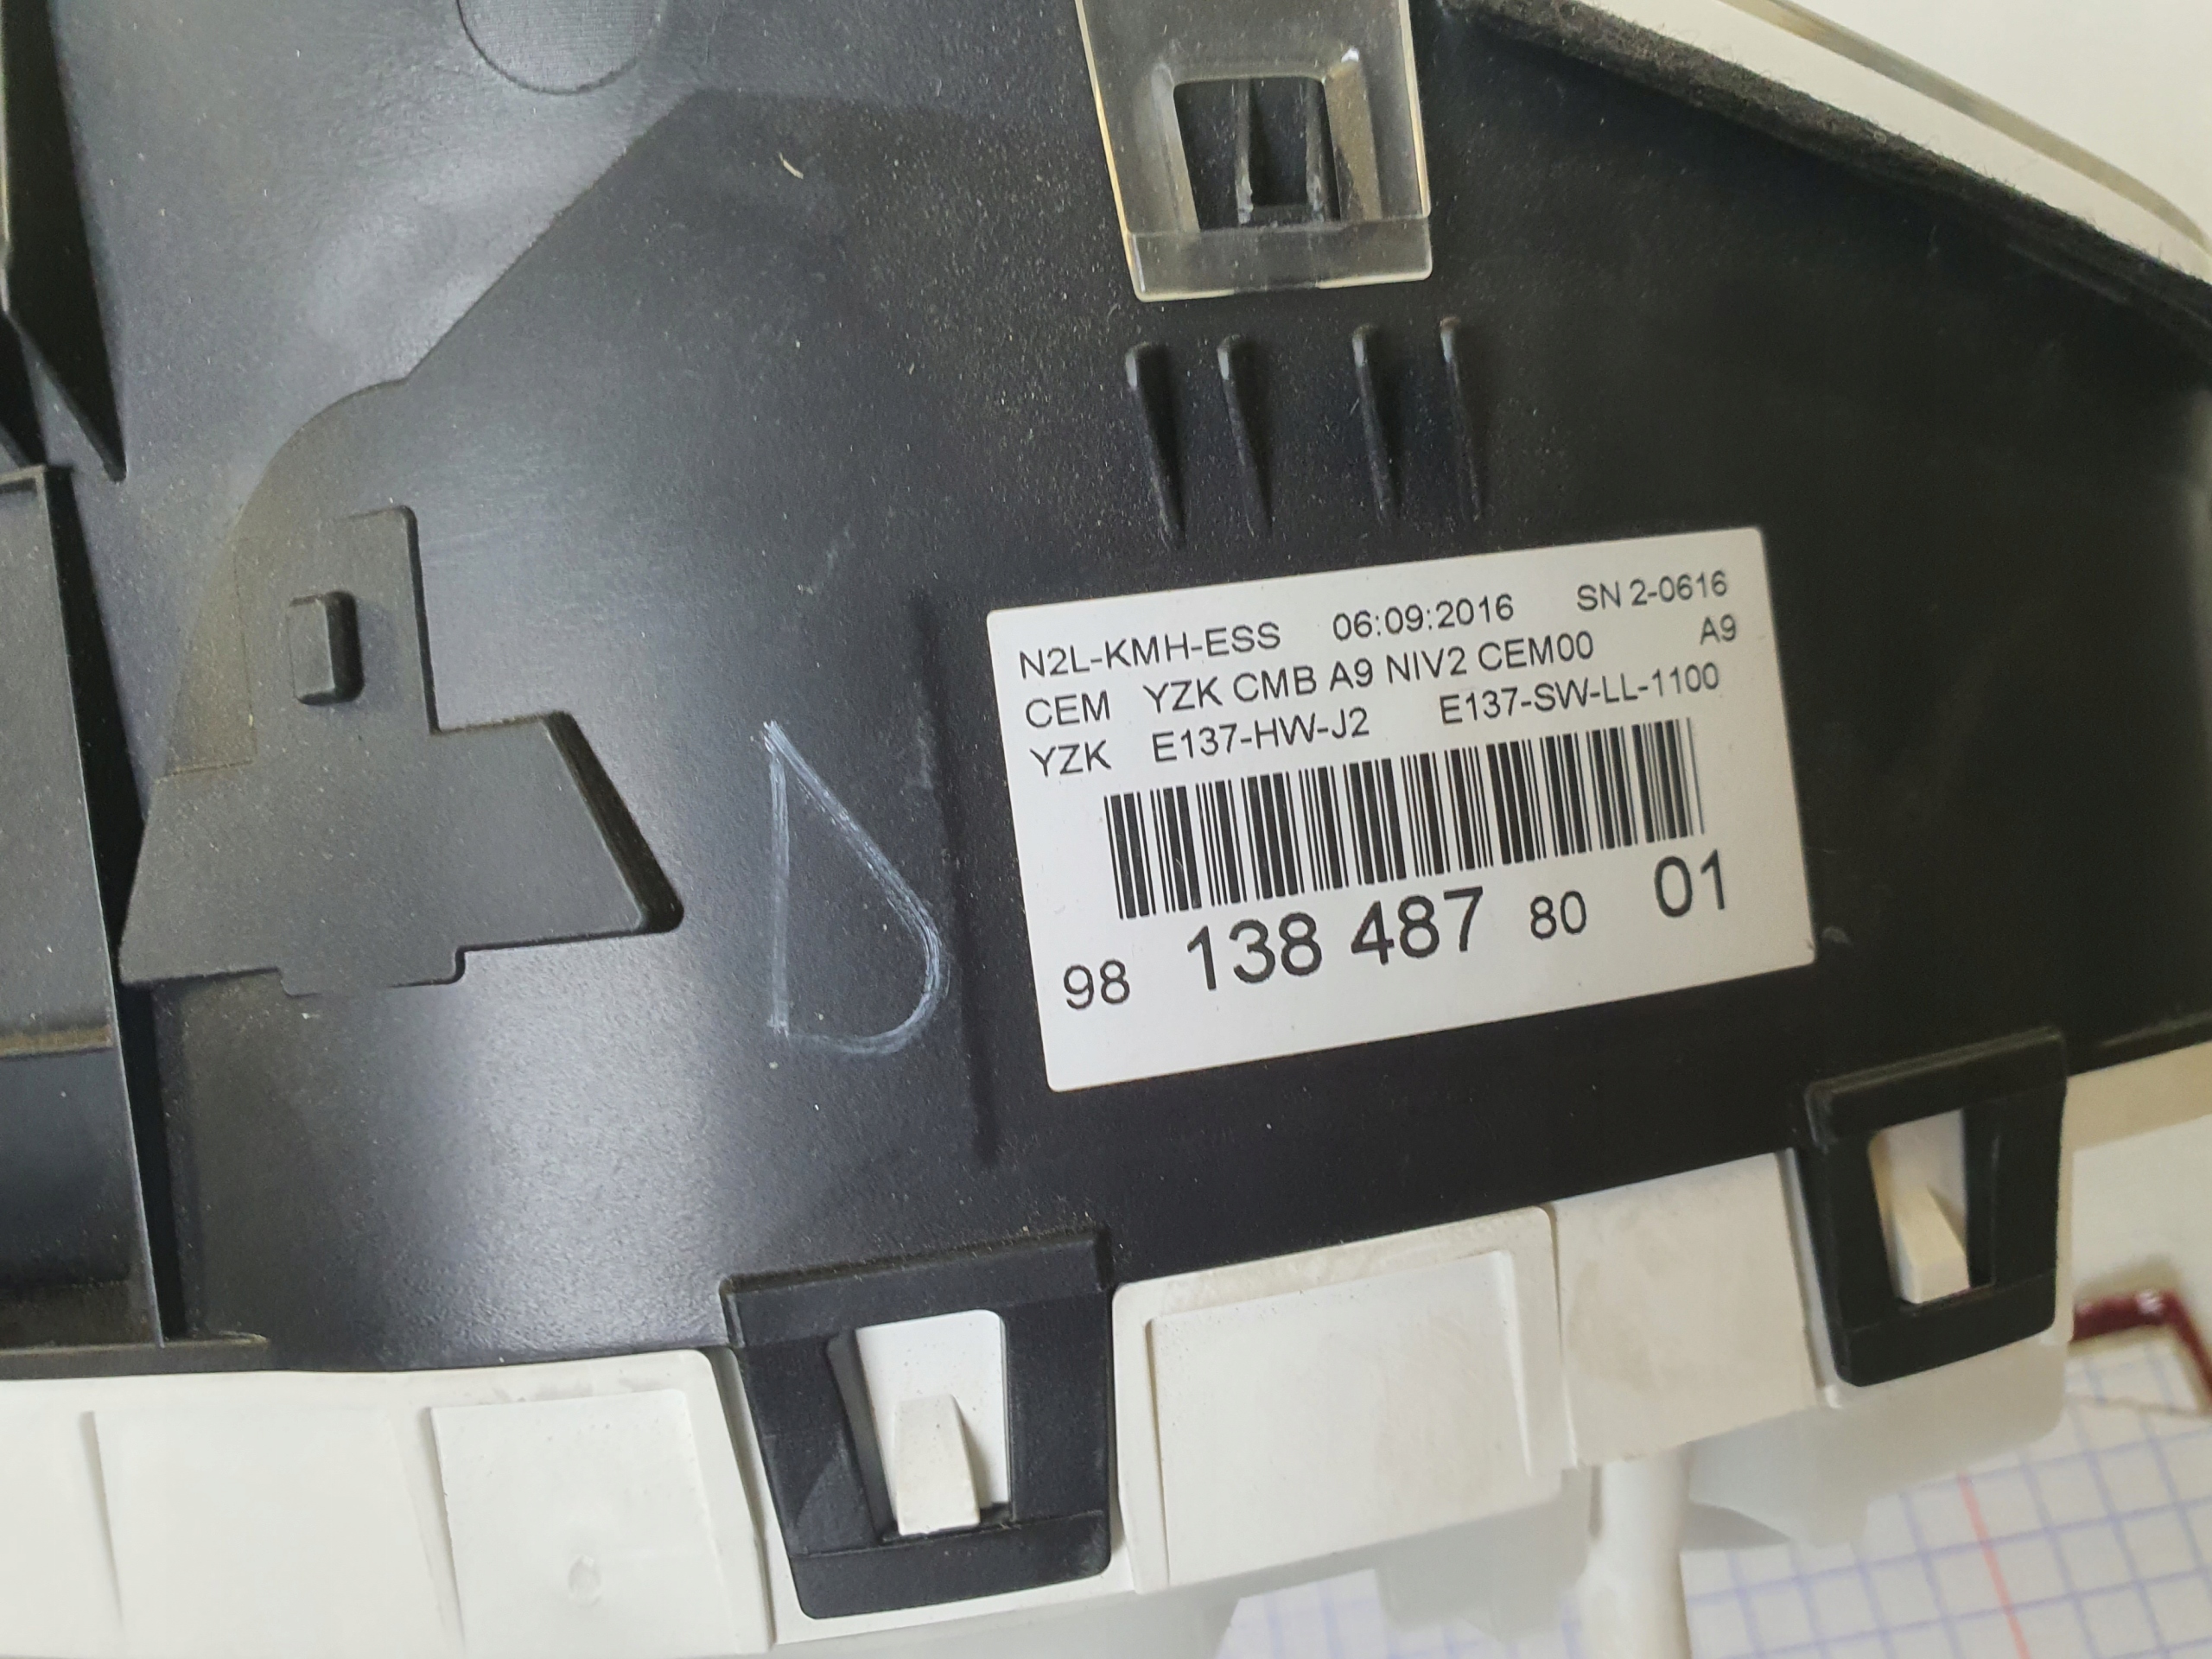 N2L-KMH-ESS 06:09:2016 SN 2-0616
CEM YZK CMB A9 NIV2 CEM00 A9
YZK E137-HW-J2 E137-SW-LL-1100
98 138 487 80 01
D